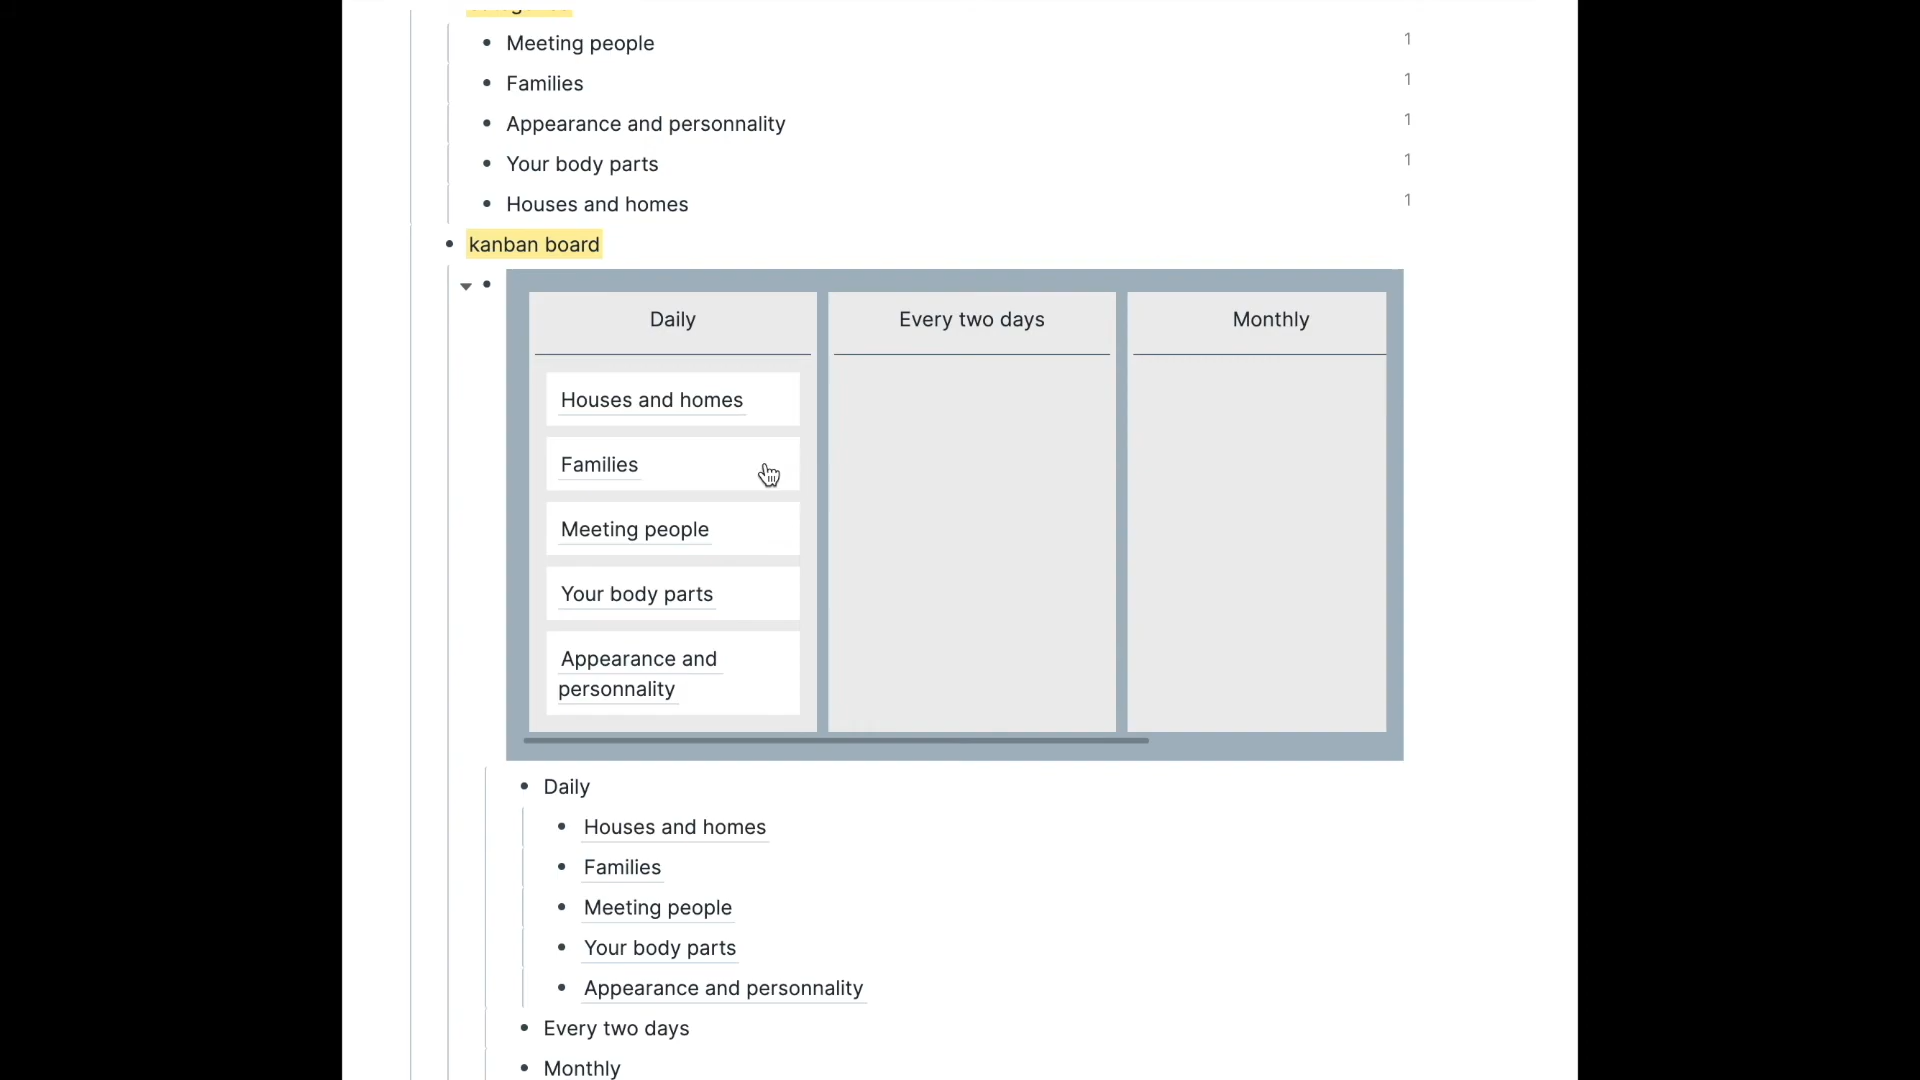 Meeting people 1
Families 1
Appearance and personnality 1
Your body parts 1
Houses and homes 1
kanban board
Daily Every two days Monthly
Houses and homes
Families
Meeting people
Your body parts
Appearance and
personnality
Daily
Houses and homes
Families
Meeting people
Your body parts
Appearance and personnality
Every two days
Monthly